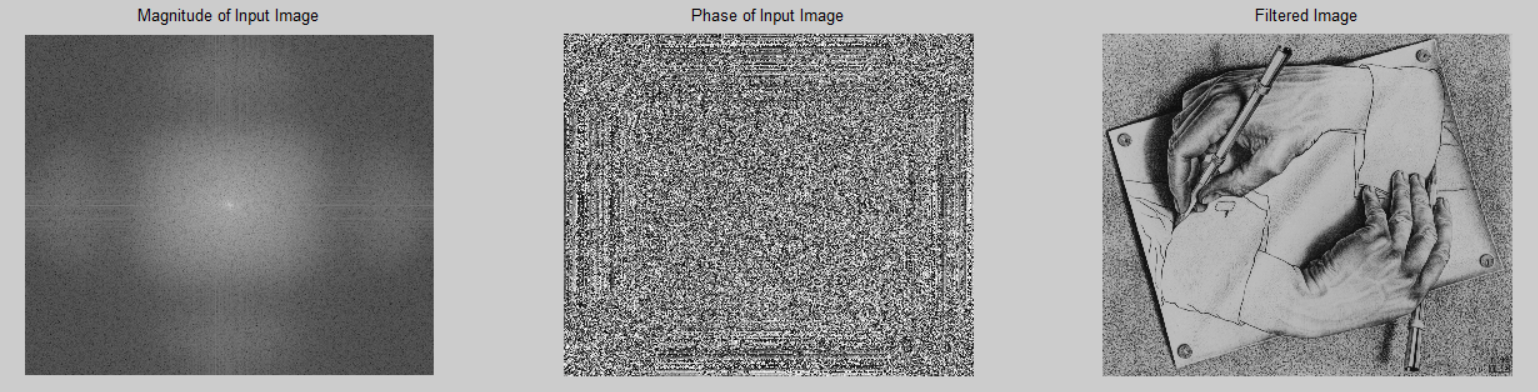 Magnitude of Input Image
Phase of Input Image
Filtered Image